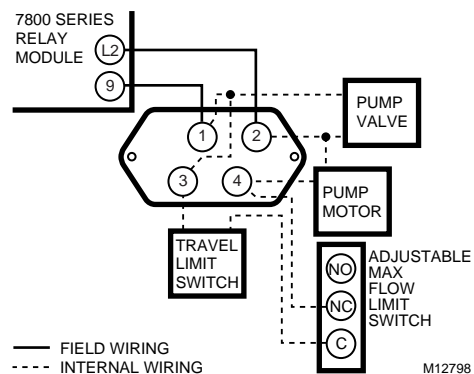 7800 SERIES
RELAY
MODULE
L2
9
1
2
3
4
PUMP
VALVE
PUMP
MOTOR
TRAVEL
LIMIT
SWITCH
NO
NC
C
ADJUSTABLE
MAX
FLOW
LIMIT
SWITCH
FIELD WIRING
INTERNAL WIRING
M12798